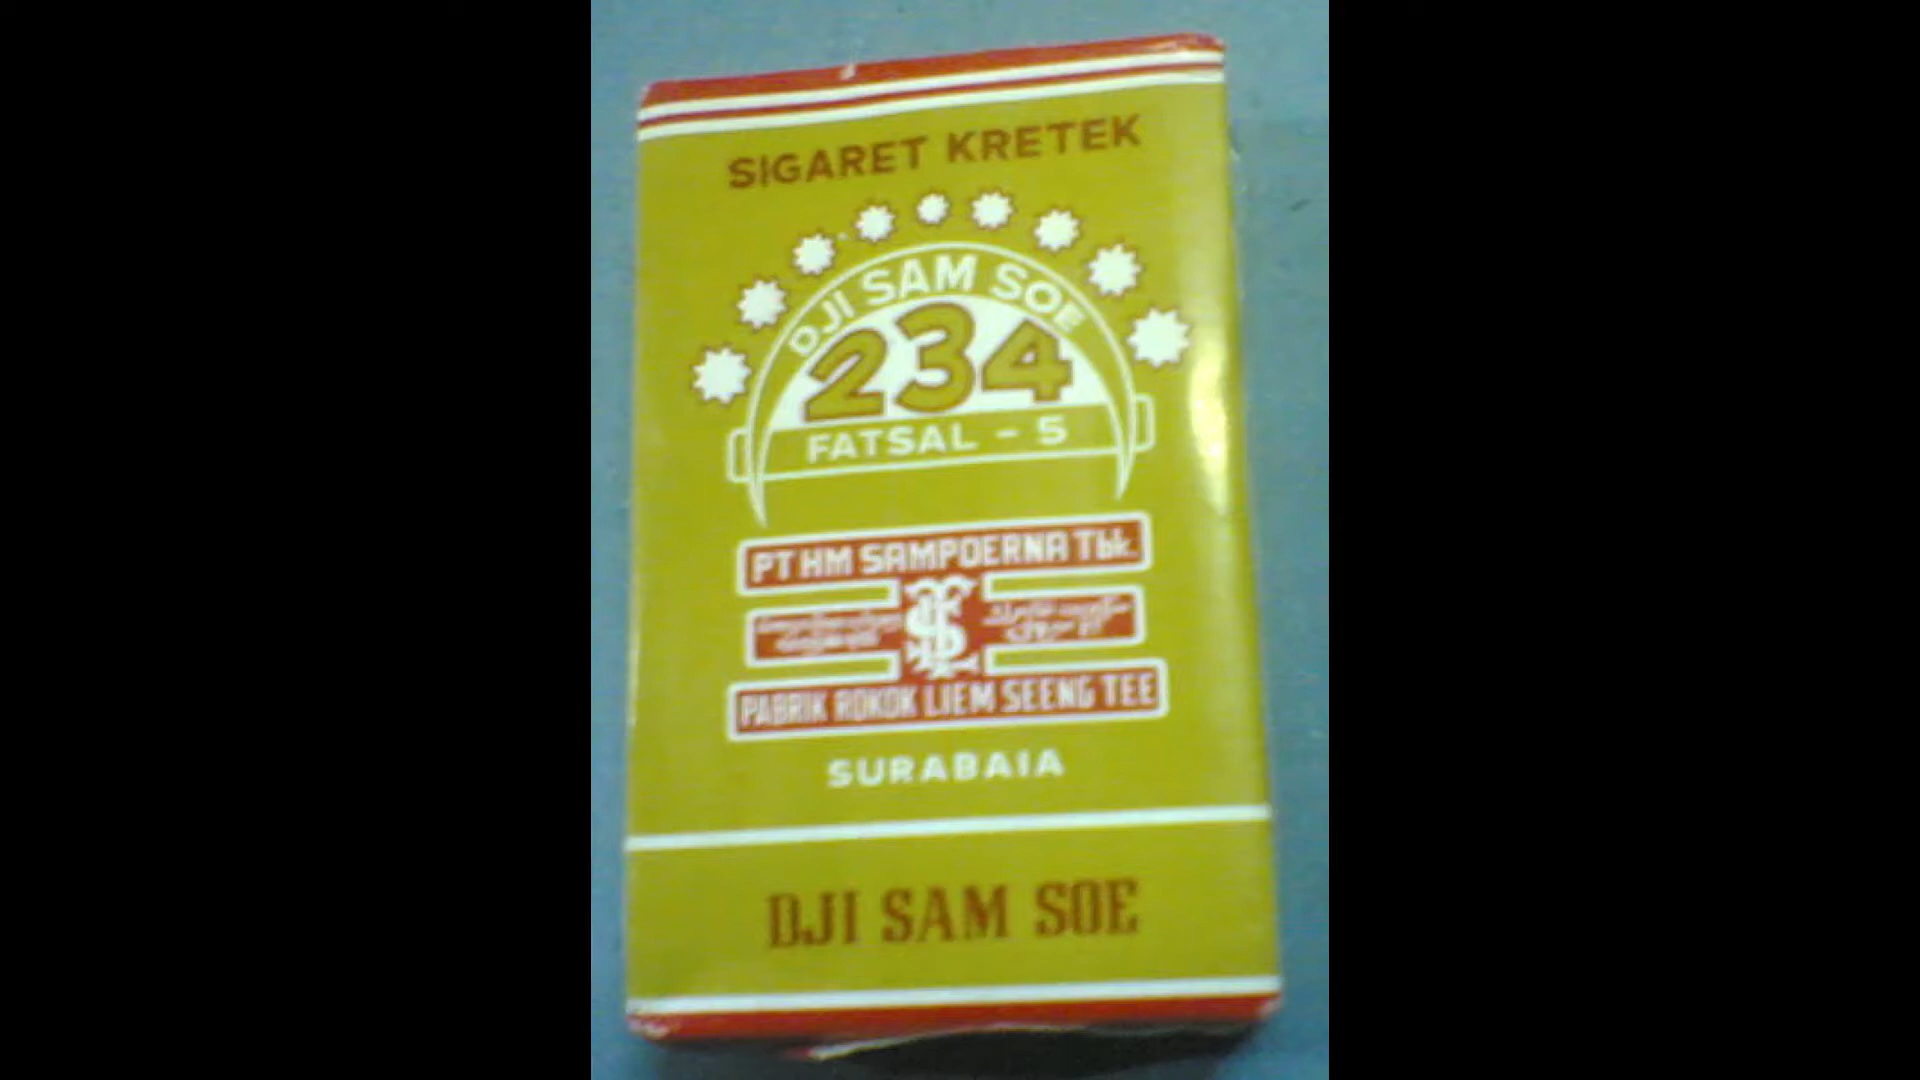 SIGARET KRETEK
DJI SAM SOE
234
FATSAL - 5
PT HM SAMPOERNA Tbk.
PABRIK ROKOK LIEM SEENG TEE
SURABAIA
DJI SAM SOE